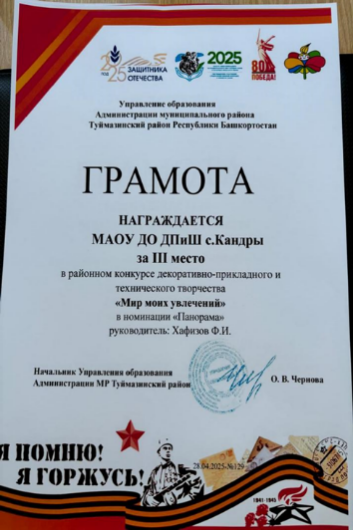 2025
ЗАЩИТНИКА
ОТЕЧЕСТВА
2025
80
ПОБЕДА!
Управление образования
Администрации муниципального района
Туймазинский район Республики Башкортостан
ГРАМОТА
НАГРАЖДАЕТСЯ
МАОУ ДО ДПиШ с.Кандры
за III место
в районном конкурсе декоративно-прикладного и
технического творчества
«Мир моих увлечений»
в номинации «Панорама»
руководитель: Хафизов Ф.И.
Начальник Управления образования
Администрации МР Туймазинский район
О. В. Чернова
Я ПОМНЮ!
Я ГОРЖУСЬ!
28.04.2025 №129
1941-1945